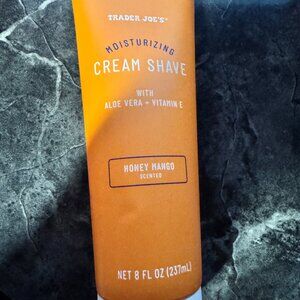 TRADER JOE'S®
MOISTURIZING
CREAM SHAVE
WITH
ALOE VERA + VITAMIN E
HONEY MANGO
SCENTED
NET 8 FL OZ (237mL)